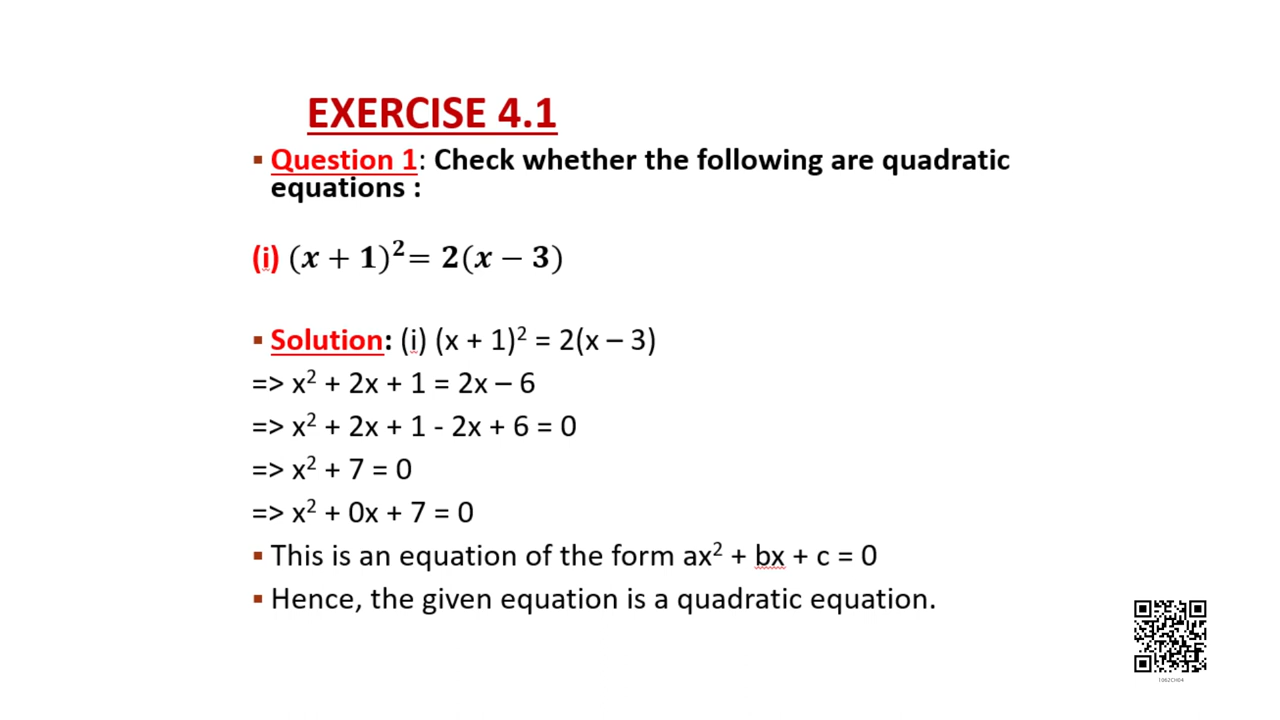 EXERCISE 4.1
▪ Question 1: Check whether the following are quadratic
equations :
(i) (x + 1)²= 2(x − 3)
▪ Solution: (i) (x + 1)² = 2(x – 3)
=> x² + 2x + 1 = 2x – 6
=> x² + 2x + 1 - 2x + 6 = 0
=> x² + 7 = 0
=> x² + 0x + 7 = 0
▪ This is an equation of the form ax² + bx + c = 0
▪ Hence, the given equation is a quadratic equation.
1062CH04